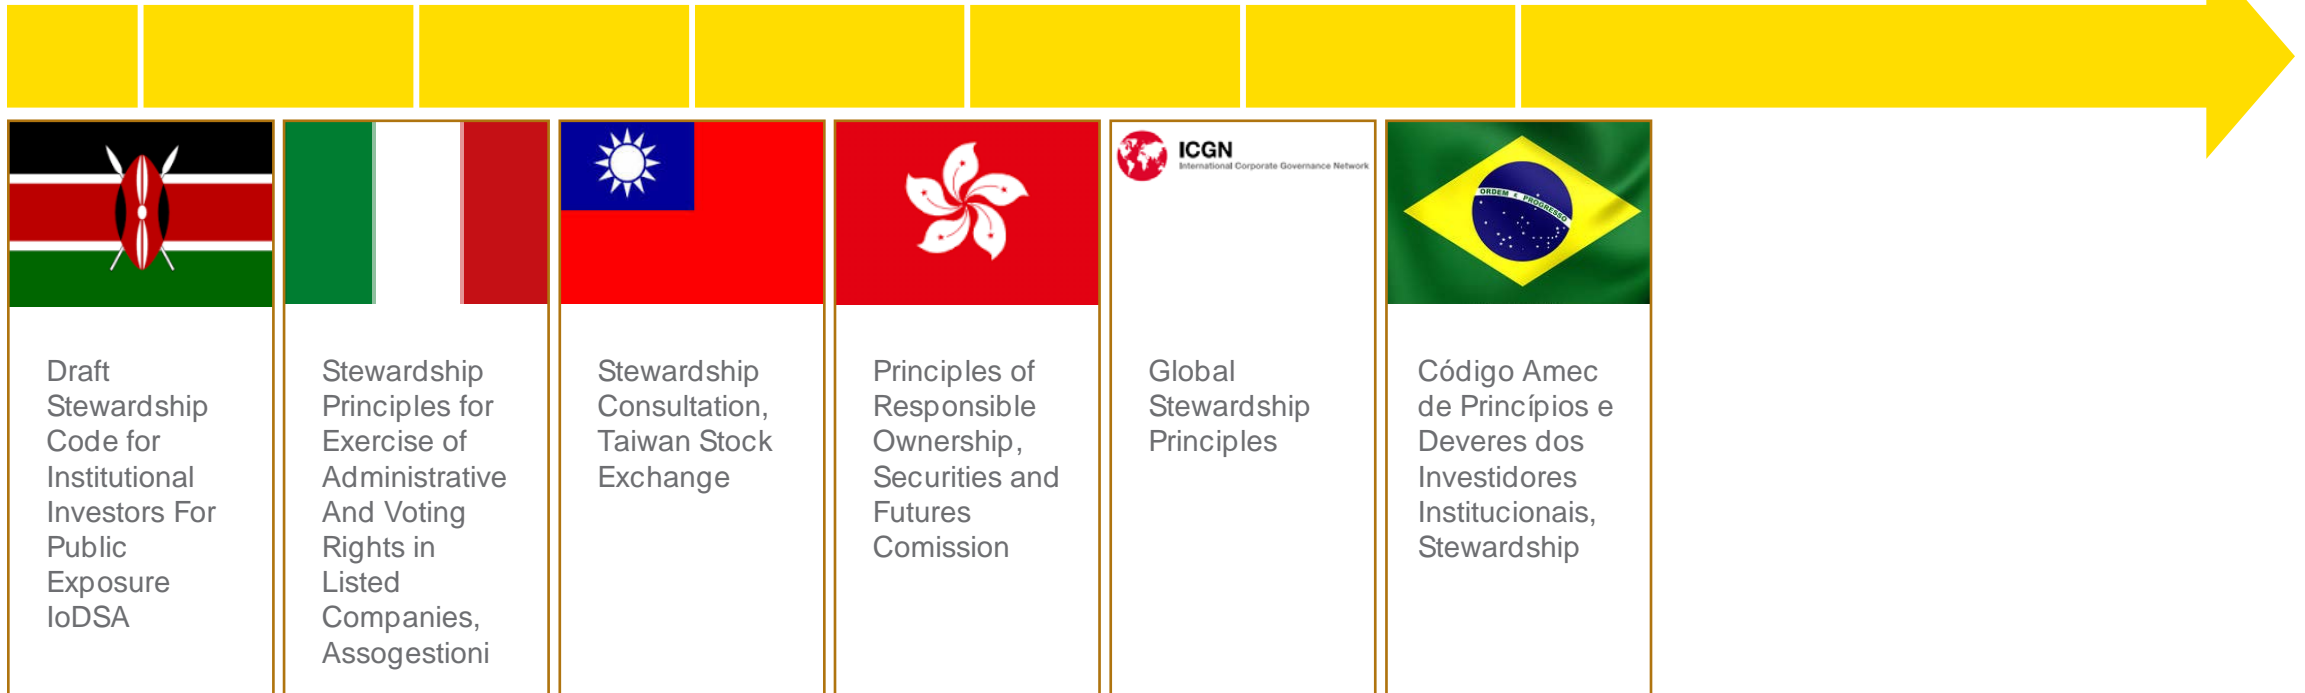 Draft
Stewardship
Code for
Institutional
Investors For
Public
Exposure
IoDSA
Stewardship
Principles for
Exercise of
Administrative
And Voting
Rights in
Listed
Companies,
Assogestioni
Stewardship
Consultation,
Taiwan Stock
Exchange
Principles of
Responsible
Ownership,
Securities and
Futures
Comission
ICGN
International Corporate Governance Network
Global
Stewardship
Principles
ORDEM E PROGRESSO
Código Amec
de Princípios e
Deveres dos
Investidores
Institucionais,
Stewardship